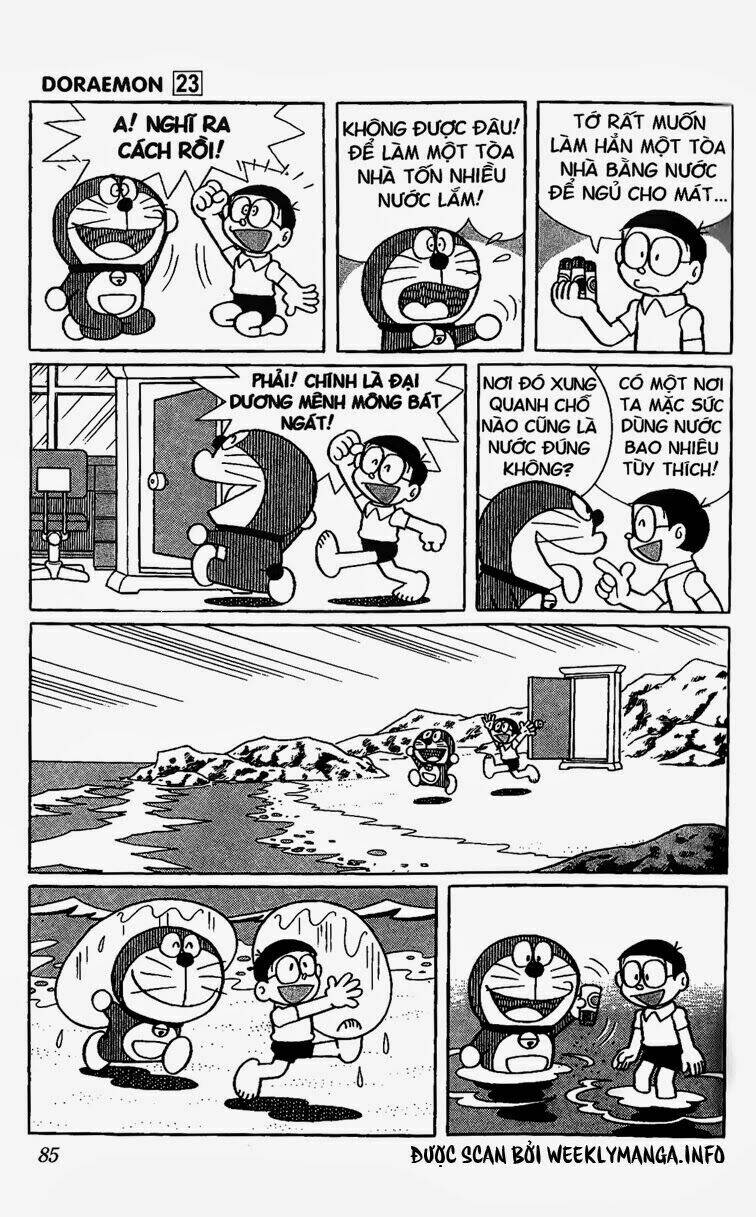 DORAEMON 23
TỚ RẤT MUỐN
LÀM HẲN MỘT TÒA
NHÀ BẰNG NƯỚC
ĐỂ NGỦ CHO MÁT...
KHÔNG ĐƯỢC ĐÂU!
ĐỂ LÀM MỘT TÒA
NHÀ TỐN NHIỀU
NƯỚC LẮM!
A! NGHĨ RA
CÁCH RỒI!
CÓ MỘT NƠI
TA MẶC SỨC
DÙNG NƯỚC
BAO NHIÊU
TÙY THÍCH!
NƠI ĐÓ XUNG
QUANH CHỖ
NÀO CŨNG LÀ
NƯỚC ĐÚNG
KHÔNG?
PHẢI! CHÍNH LÀ ĐẠI
DƯƠNG MÊNH MÔNG BÁT
NGÁT!
85
ĐƯỢC SCAN BỞI WEEKLYMANGA.INFO